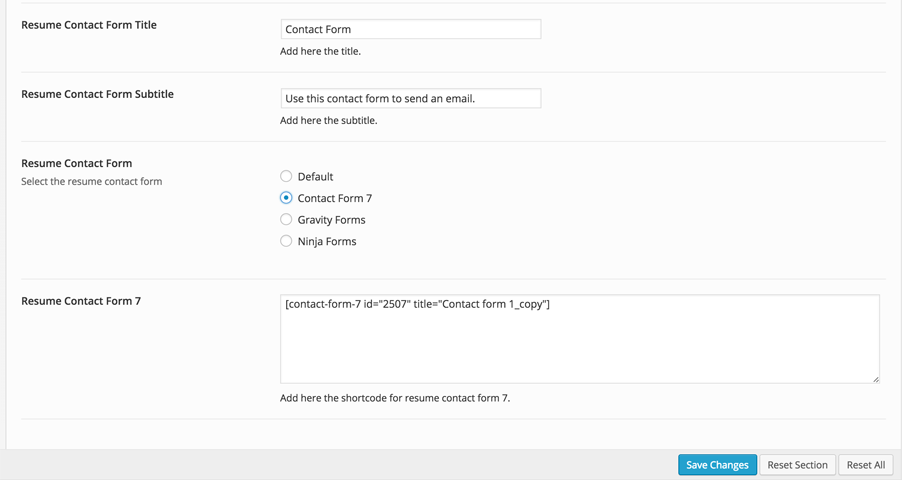 Resume Contact Form Title
Contact Form
Add here the title.
Resume Contact Form Subtitle
Use this contact form to send an email.
Add here the subtitle.
Resume Contact Form
Select the resume contact form
Default
Contact Form 7
Gravity Forms
Ninja Forms
Resume Contact Form 7
[contact-form-7 id="2507" title="Contact form 1_copy"]
Add here the shortcode for resume contact form 7.
Save Changes Reset Section Reset All